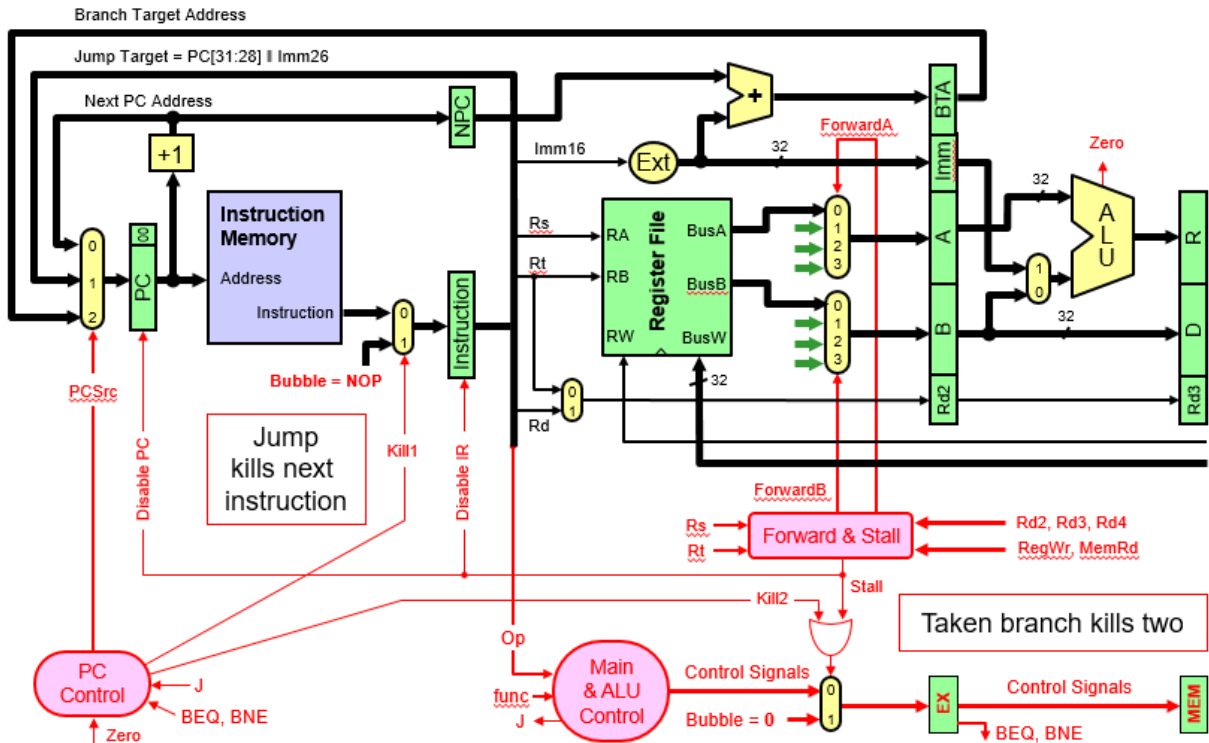 Branch Target Address
Jump Target = PC[31:28] ‖ Imm26
Next PC Address
+1
NPC
+
BTA
ForwardA
Zero
Imm16
Ext
32
Imm
32
Instruction
Memory
Address
Instruction
0
1
2
00
PC
0
1
Instruction
Bubble = NOP
Rs
Rt
RA
RB
RW
Register File
BusA
BusB
BusW
0
1
2
3
0
1
2
3
A
B
1
0
A
L
U
R
D
32
32
Rd
0
1
Rd2
Rd3
PCSrc
Disable PC
Jump
kills next
instruction
Kill1
Disable IR
ForwardB
Rs
Rt
Forward & Stall
Rd2, Rd3, Rd4
RegWr, MemRd
Stall
Kill2
Taken branch kills two
Op
PC
Control
J
BEQ, BNE
Zero
func
J
Main
& ALU
Control
Control Signals
Bubble = 0
0
1
EX
Control Signals
MEM
BEQ, BNE